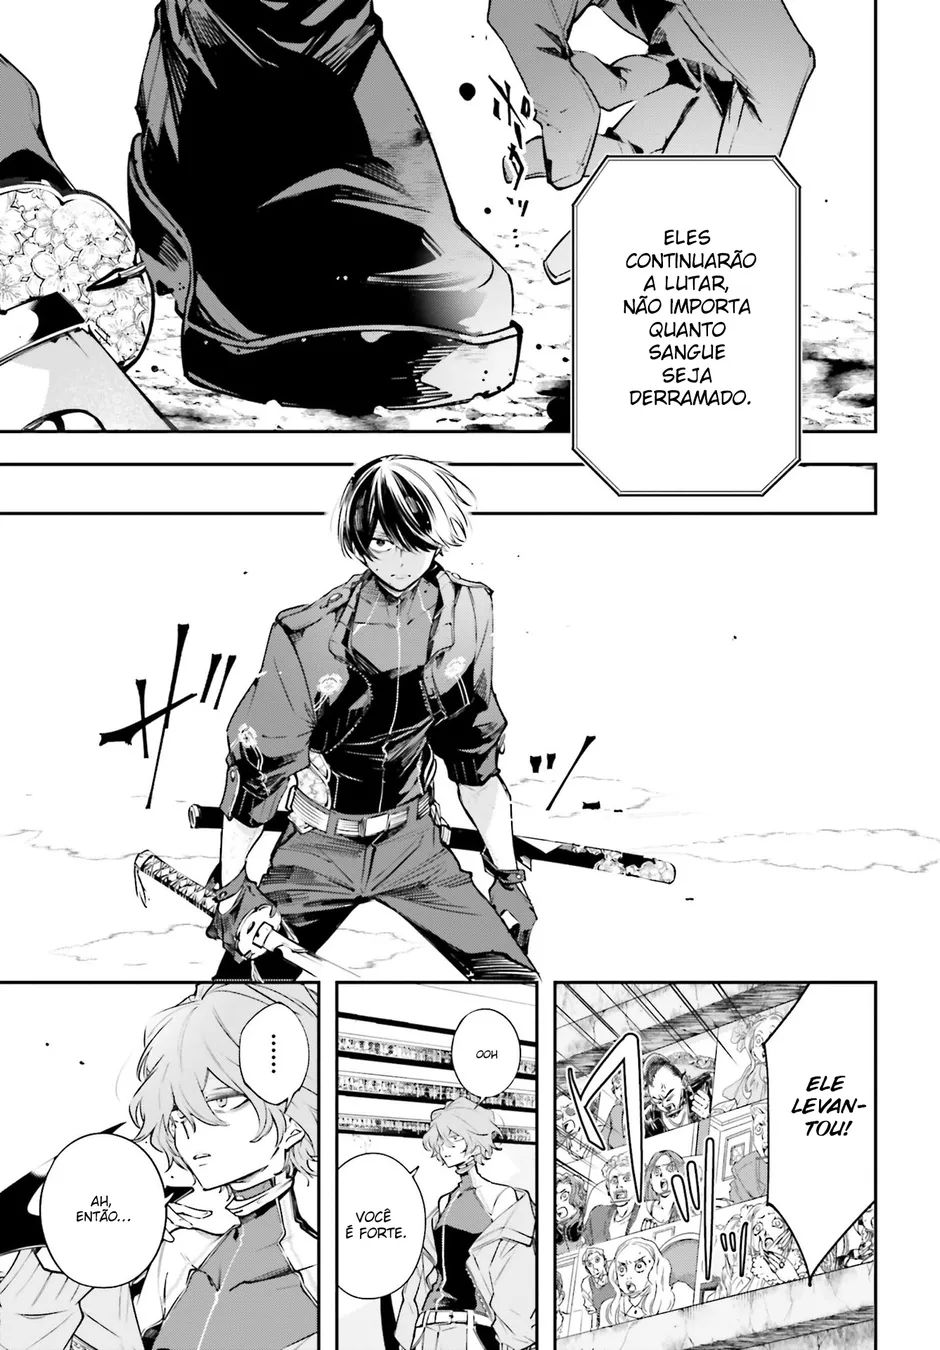 ELES
CONTINUARÃO
A LUTAR,
NÃO IMPORTA
QUANTO
SANGUE
SEJA
DERRAMADO.
ELE
LEVAN-
TOU!
OOH
VOCÊ
É FORTE.
......
AH,
ENTÃO...